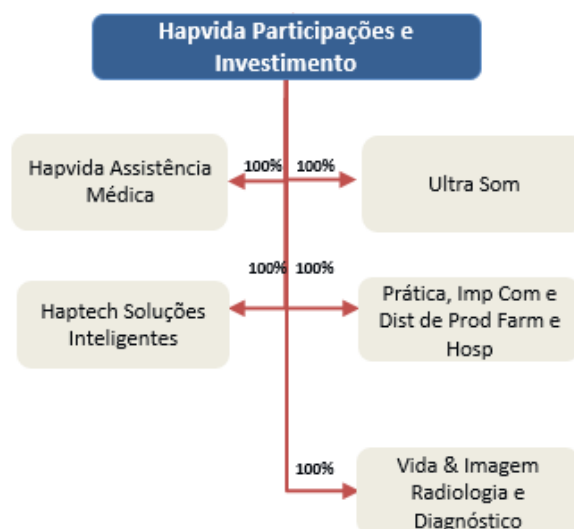 Hapvida Participações e
Investimento
100% 100%
Hapvida Assistência
Médica
Ultra Som
100% 100%
Haptech Soluções
Inteligentes
Prática, Imp Com e
Dist de Prod Farm e
Hosp
100%
Vida & Imagem
Radiologia e
Diagnóstico